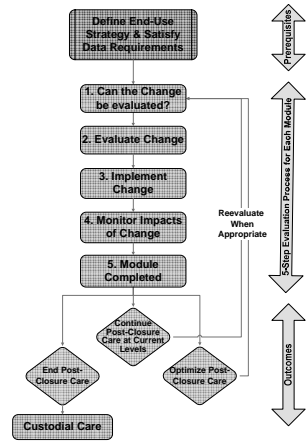 Define End-Use
Strategy & Satisfy
Data Requirements
Prerequisites
1. Can the Change
be evaluated?
2. Evaluate Change
3. Implement
Change
4. Monitor Impacts
of Change
5. Module
Completed
Reevaluate
When
Appropriate
5-Step Evaluation Process for Each Module
Continue
Post-Closure
Care at Current
Levels
End Post-
Closure Care
Optimize Post-
Closure Care
Outcomes
Custodial Care